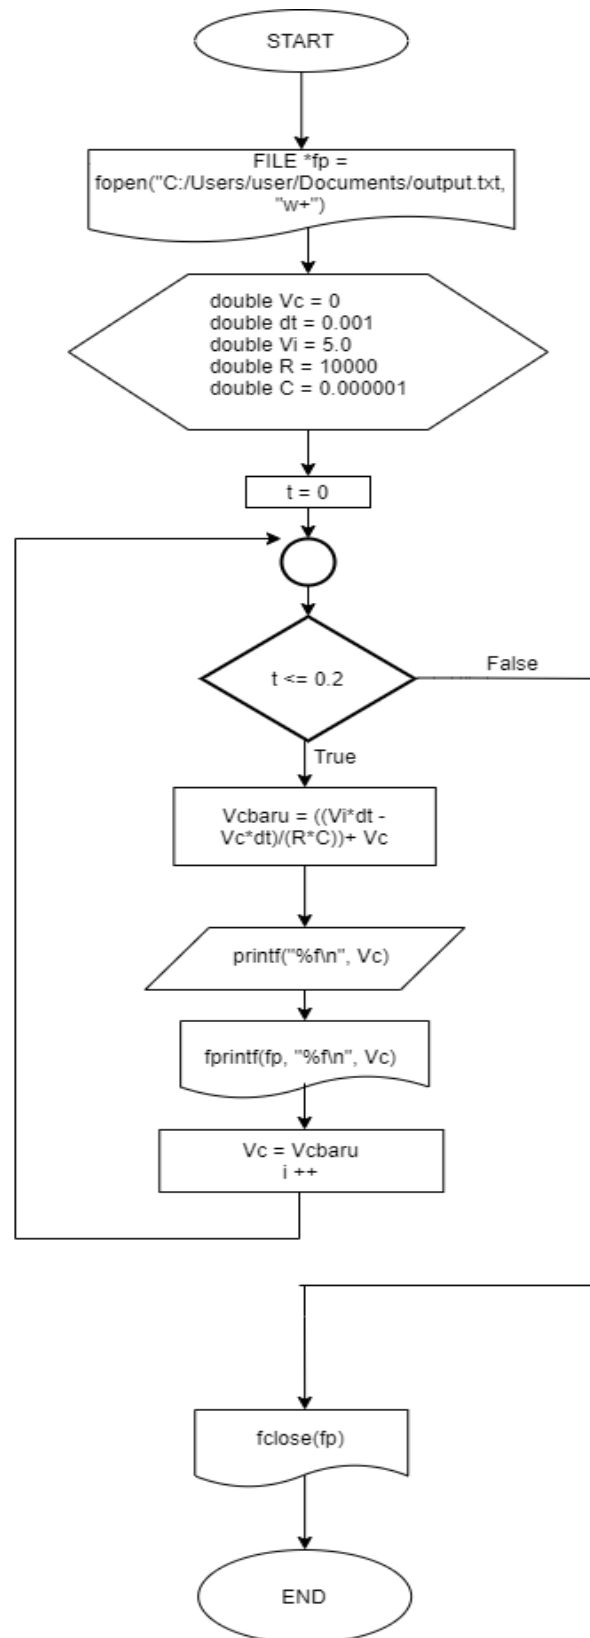 START
FILE *fp =
fopen("C:/Users/user/Documents/output.txt,
"w+")
double Vc = 0
double dt = 0.001
double Vi = 5.0
double R = 10000
double C = 0.000001
t = 0
t <= 0.2
False
True
Vcbaru = ((Vi*dt -
Vc*dt)/(R*C))+ Vc
printf("%f\n", Vc)
fprintf(fp, "%f\n", Vc)
Vc = Vcbaru
i ++
fclose(fp)
END